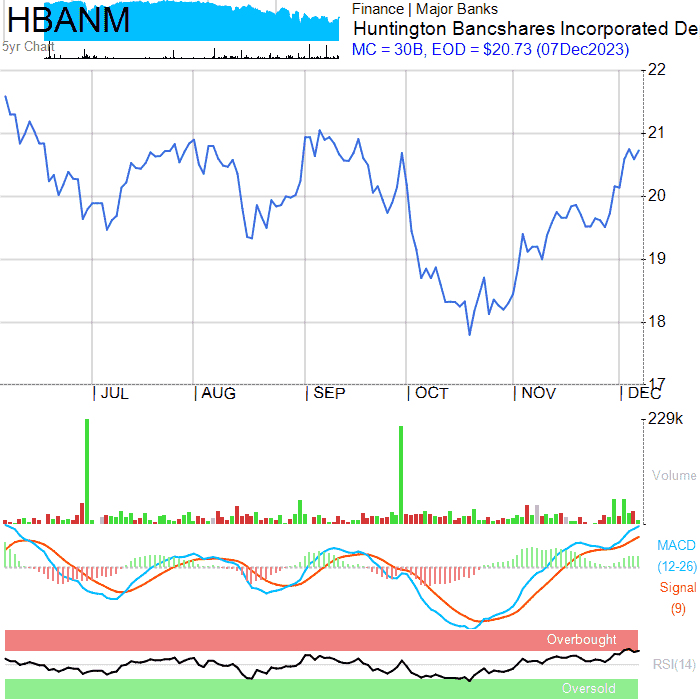 HBANM
5yr Chart
Finance | Major Banks
Huntington Bancshares Incorporated De
MC = 30B, EOD = $20.73 (07Dec2023)
22
21
20
19
18
17
JUL AUG SEP OCT NOV DEC
229k
Volume
MACD
(12-26)
Signal
(9)
Overbought
RSI(14)
Oversold